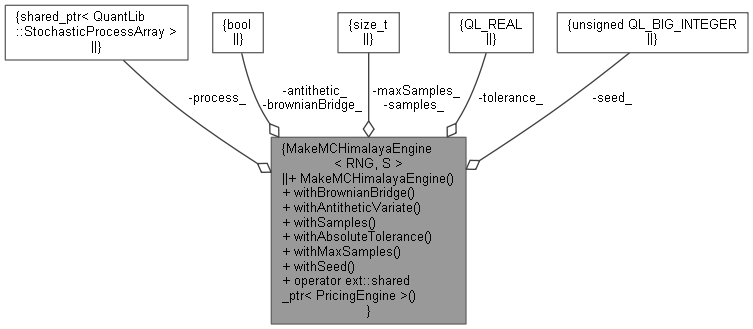 {shared_ptr< QuantLib
::StochasticProcessArray >
||}
{bool
||}
{size_t
||}
{QL_REAL
||}
{unsigned QL_BIG_INTEGER
||}
-process_
-antithetic_
-brownianBridge_
-maxSamples_
-samples_
-tolerance_
-seed_
{MakeMCHimalayaEngine
< RNG, S >
||+ MakeMCHimalayaEngine()
+ withBrownianBridge()
+ withAntitheticVariate()
+ withSamples()
+ withAbsoluteTolerance()
+ withMaxSamples()
+ withSeed()
+ operator ext::shared
_ptr< PricingEngine >()
}